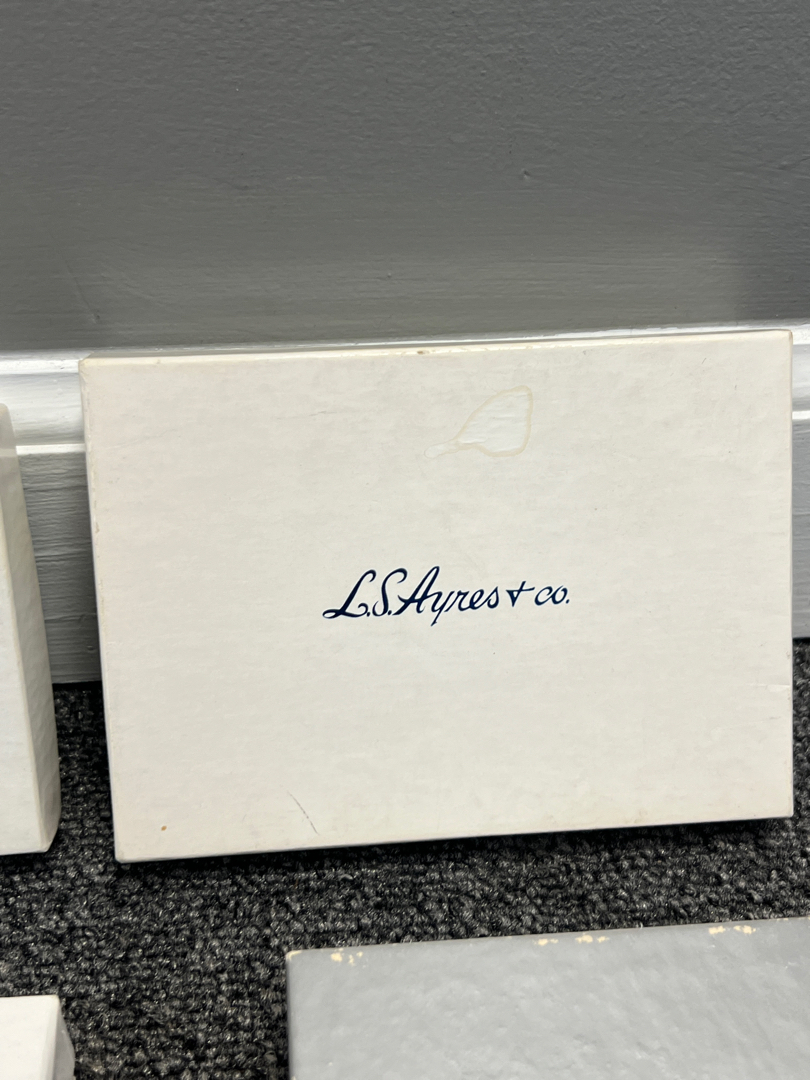 L.S. Ayres + co.